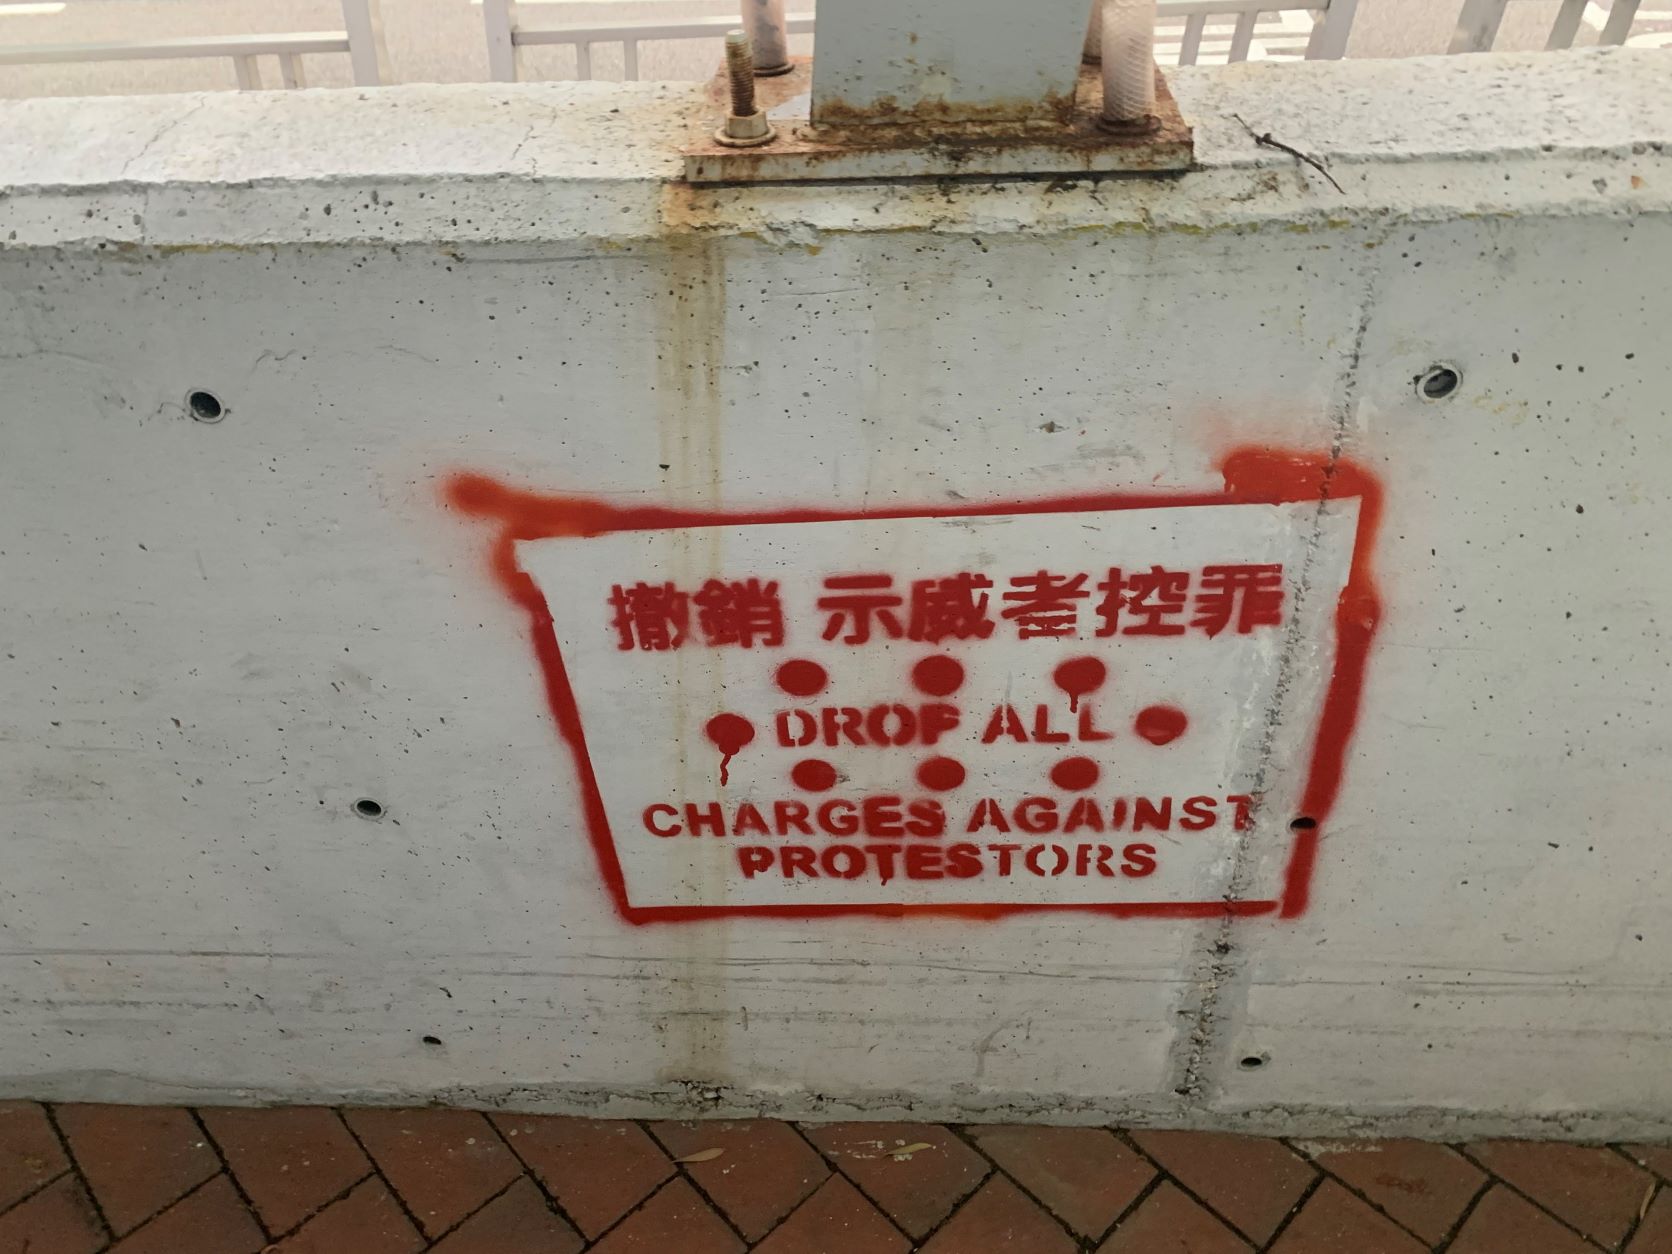 撤銷 示威者控罪
DROP ALL
CHARGES AGAINST
PROTESTORS